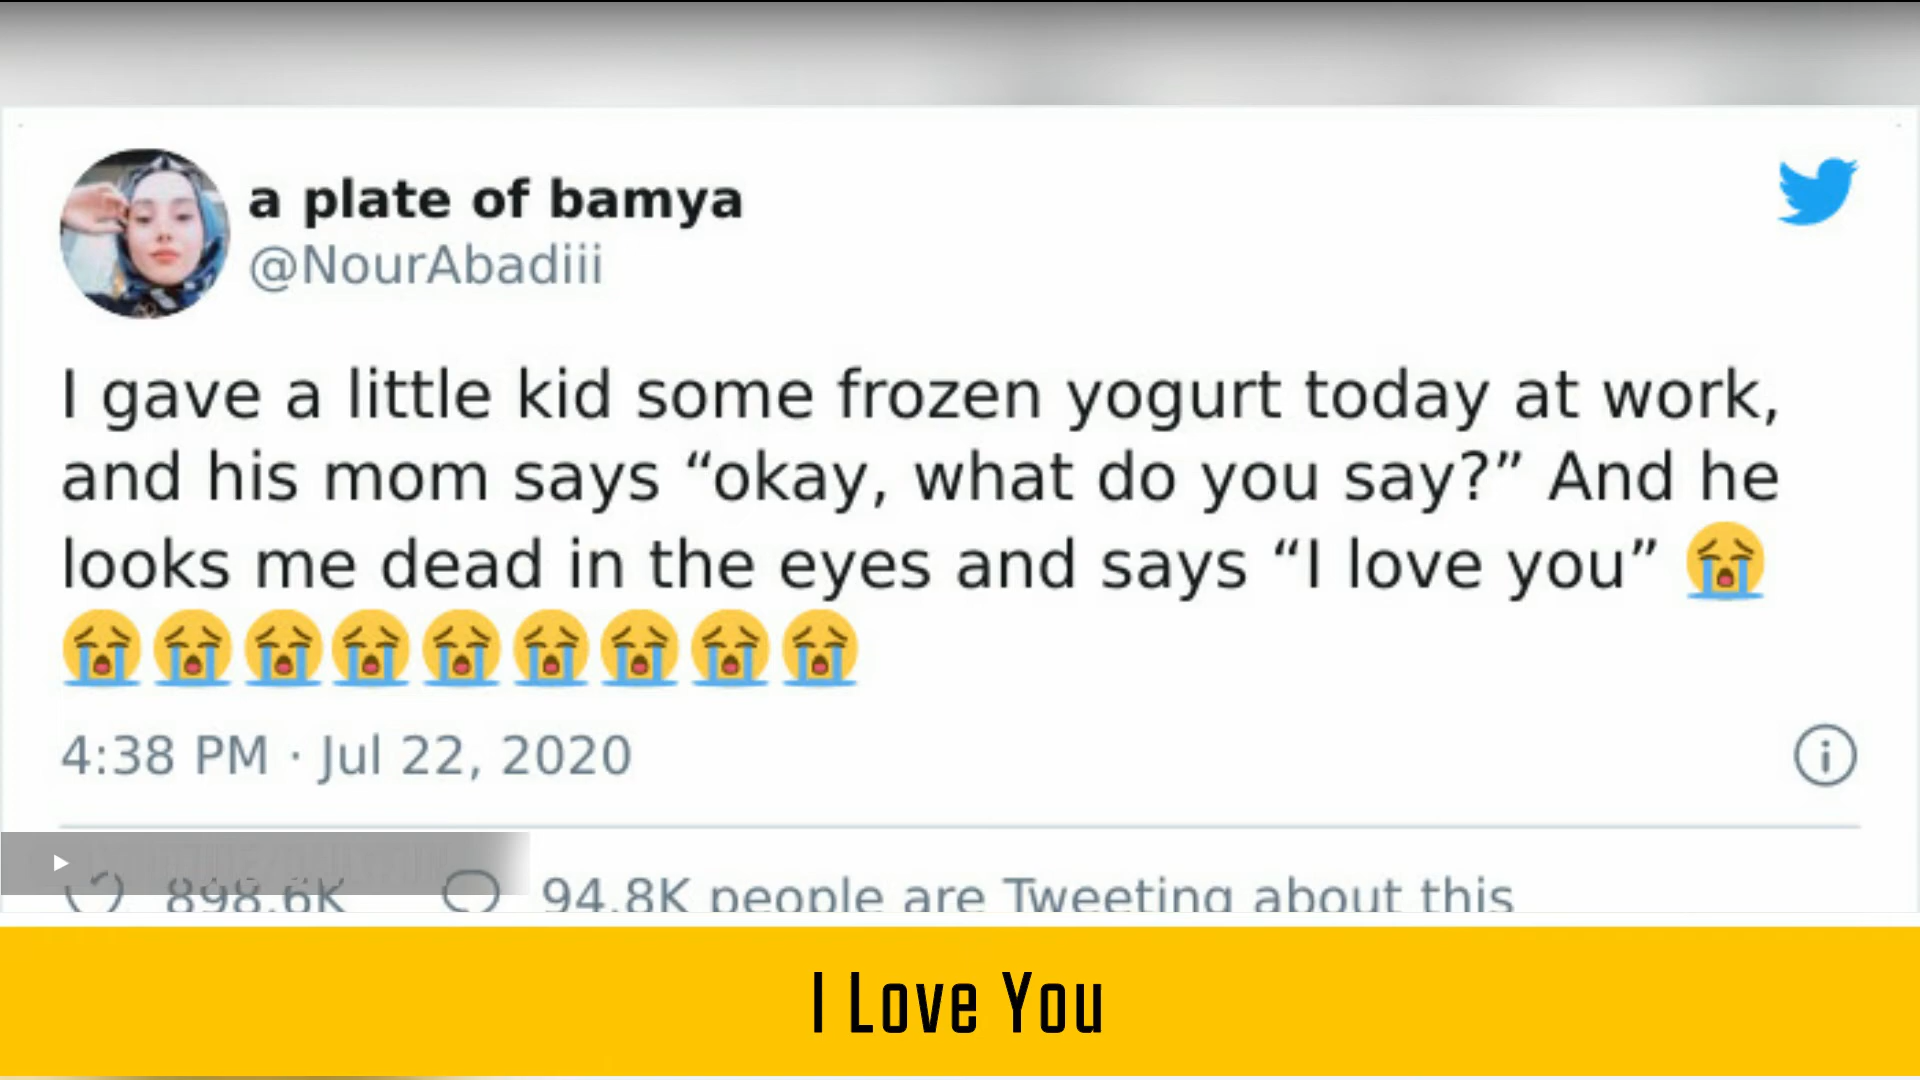 a plate of bamya
@NourAbadiii
I gave a little kid some frozen yogurt today at work,
and his mom says “okay, what do you say?” And he
looks me dead in the eyes and says “I love you” 😭
😭😭😭😭😭😭😭😭😭
4:38 PM · Jul 22, 2020
898.6K 94.8K people are Tweeting about this
I Love You